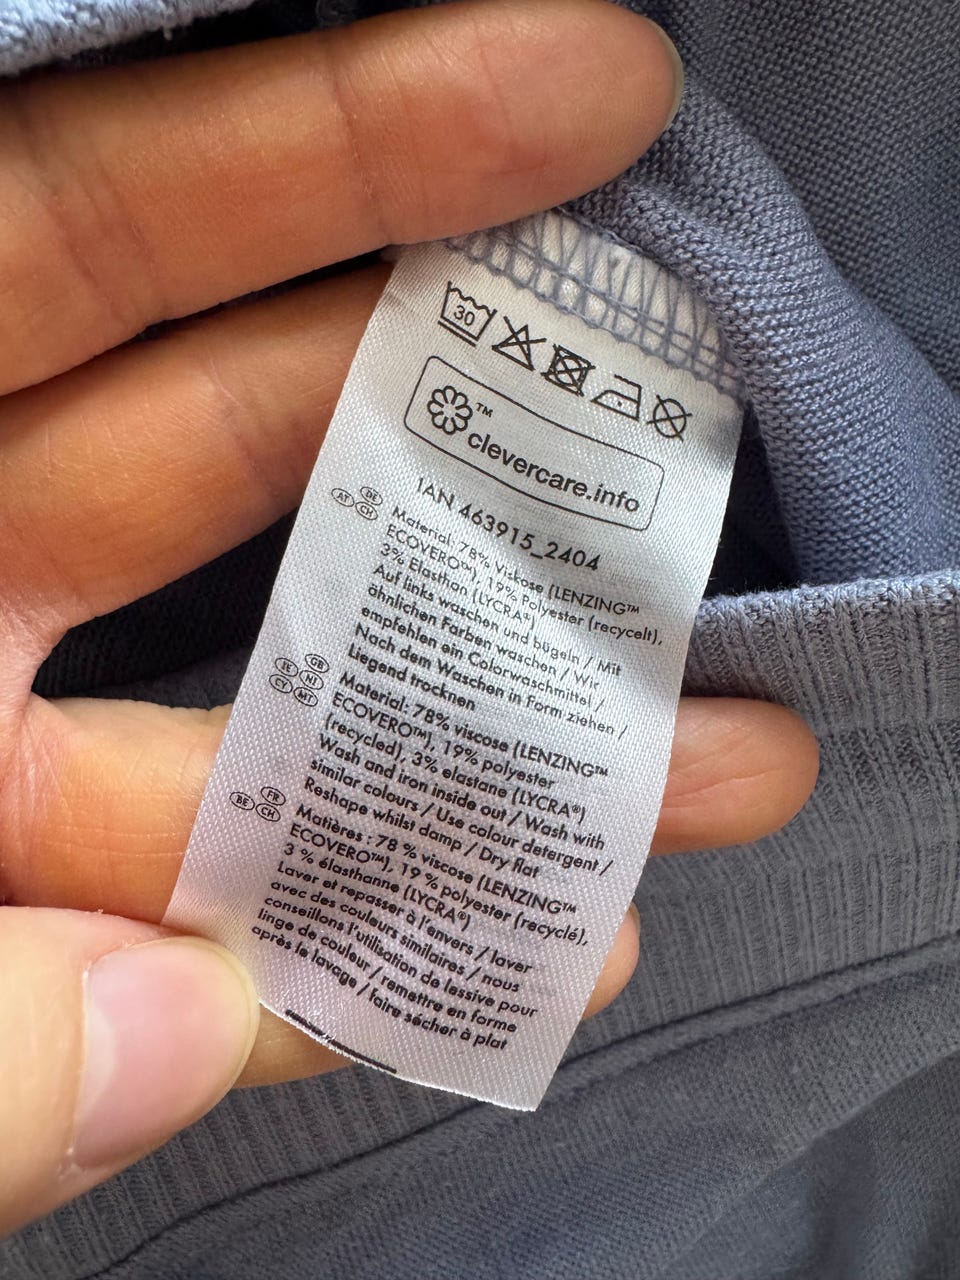 30
™
clevercare.info
IAN 463915_2404
DE
AT
CH
Material: 78% Viskose (LENZING™
ECOVERO™), 19% Polyester (recycelt),
3% Elasthan (LYCRA®)
Auf links waschen und bügeln / Mit
ähnlichen Farben waschen / Wir
empfehlen ein Colorwaschmittel /
Nach dem Waschen in Form ziehen /
Liegend trocknen
GB
IE
NI
CY
MT
Material: 78% viscose (LENZING™
ECOVERO™), 19% polyester
(recycled), 3% elastane (LYCRA®)
Wash and iron inside out / Wash with
similar colours / Use colour detergent /
Reshape whilst damp / Dry flat
FR
BE
CH
Matières : 78 % viscose (LENZING™
ECOVERO™), 19 % polyester (recyclé),
3 % élasthanne (LYCRA®)
Laver et repasser à l'envers / laver
avec des couleurs similaires / nous
conseillons l'utilisation de lessive pour
linge de couleur / remettre en forme
après le lavage / faire sécher à plat